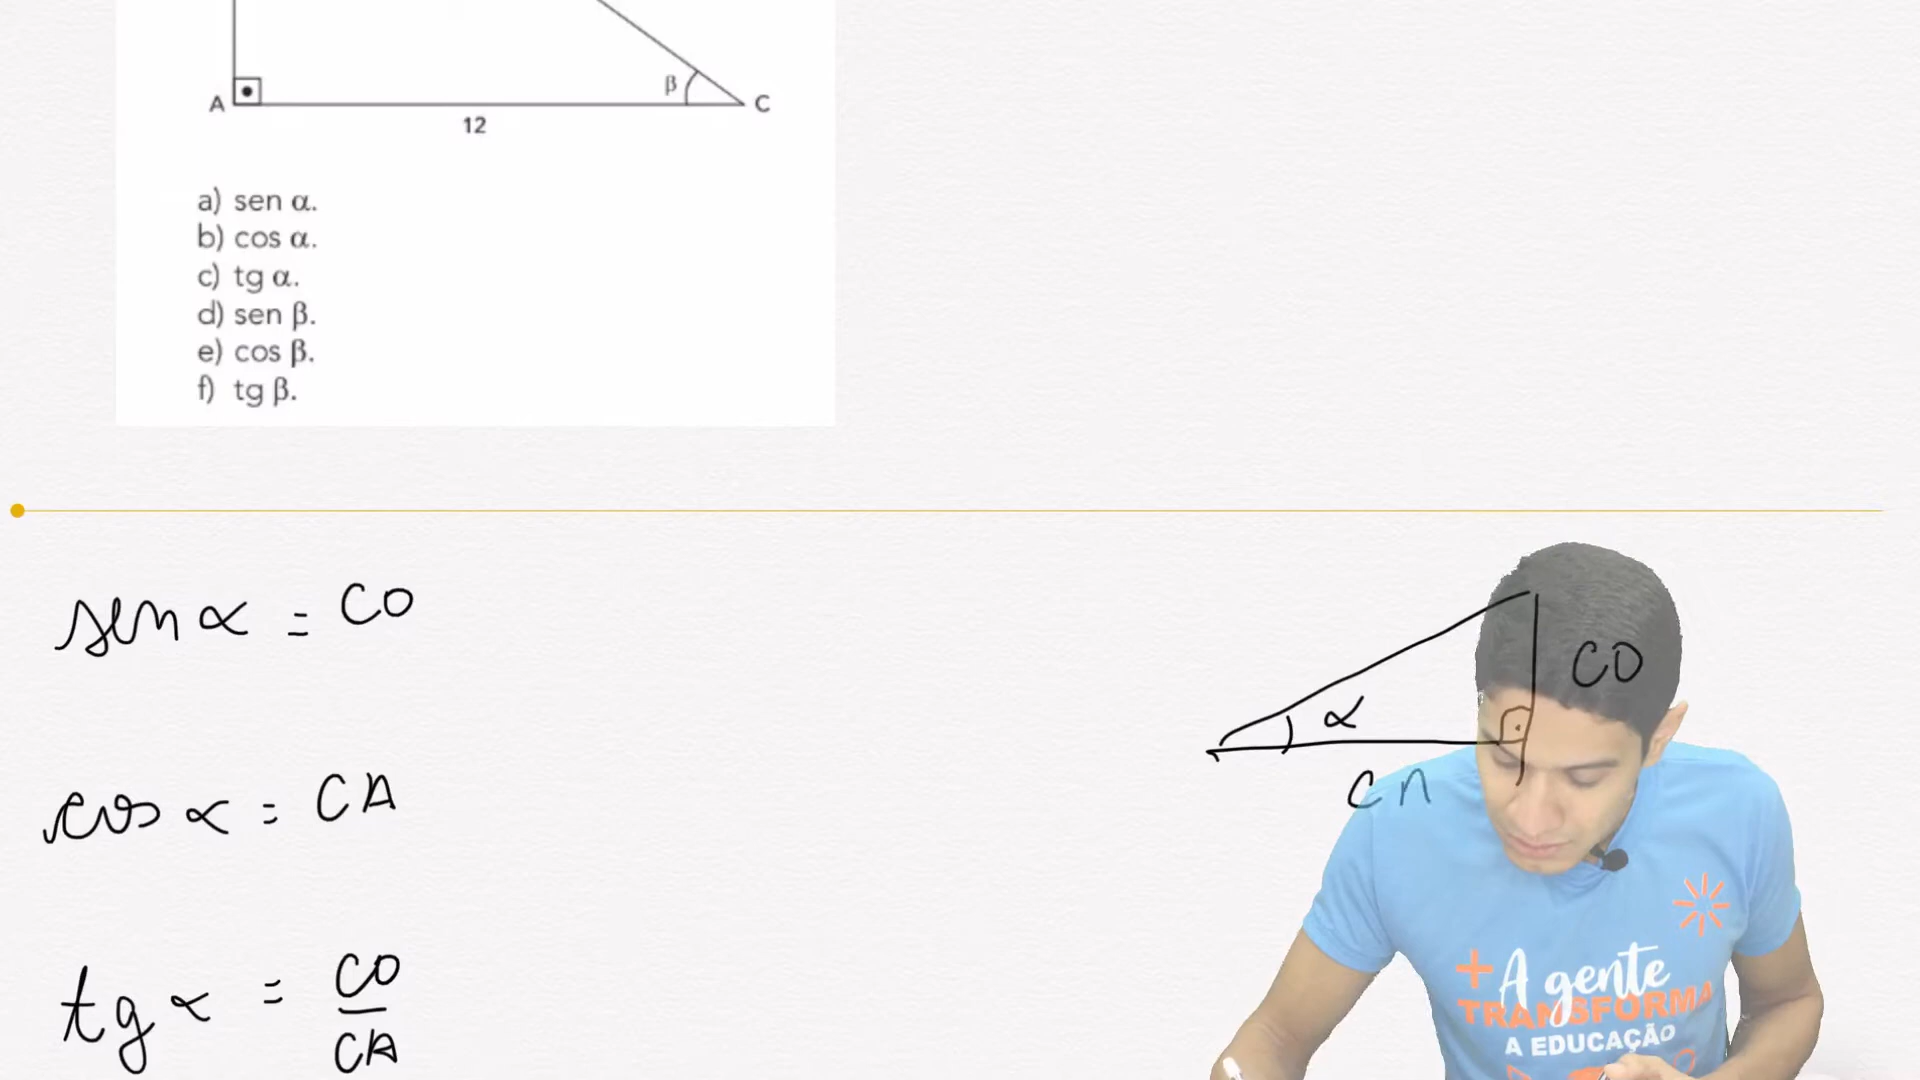 β
A
C
12
a) sen α.
b) cos α.
c) tg α.
d) sen β.
e) cos β.
f) tg β.
sen α = CO
CO
α
cos α = CA
CA
tg α = CO
CA
+ A gente
TRANSFORMA
A EDUCAÇÃO